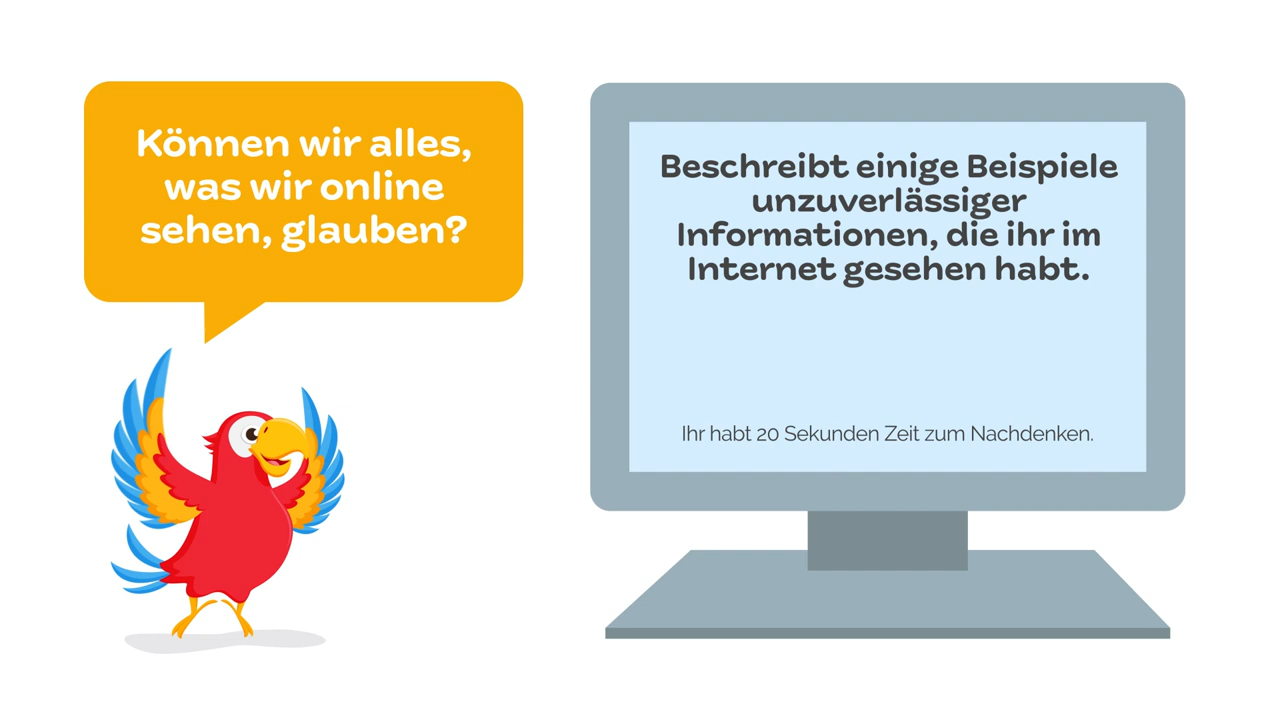 Können wir alles,
was wir online
sehen, glauben?
Beschreibt einige Beispiele
unzuverlässiger
Informationen, die ihr im
Internet gesehen habt.
Ihr habt 20 Sekunden Zeit zum Nachdenken.